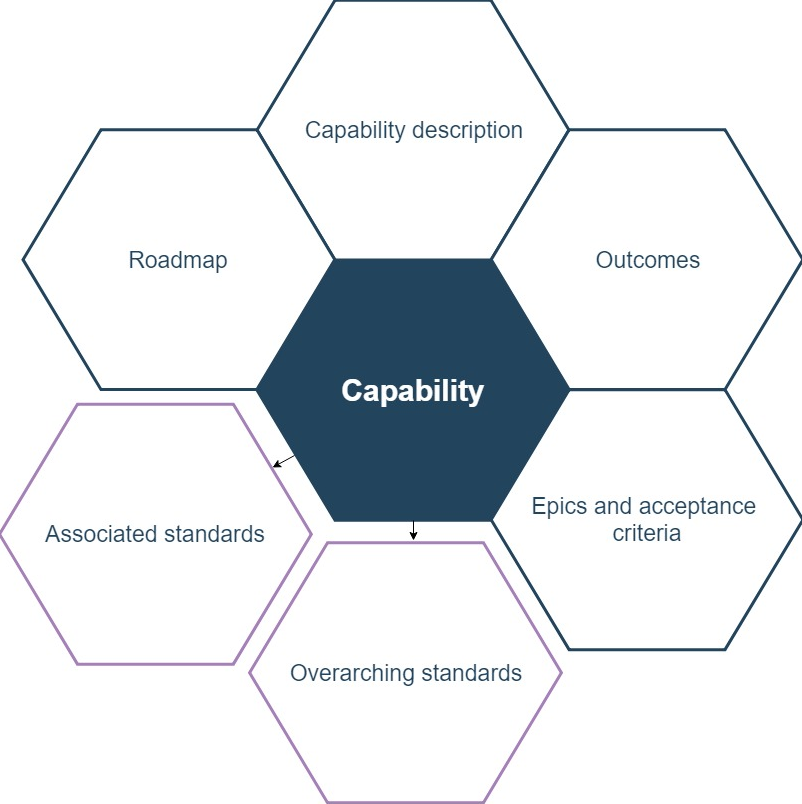 Capability description
Roadmap
Outcomes
Capability
Epics and acceptance
criteria
Associated standards
Overarching standards